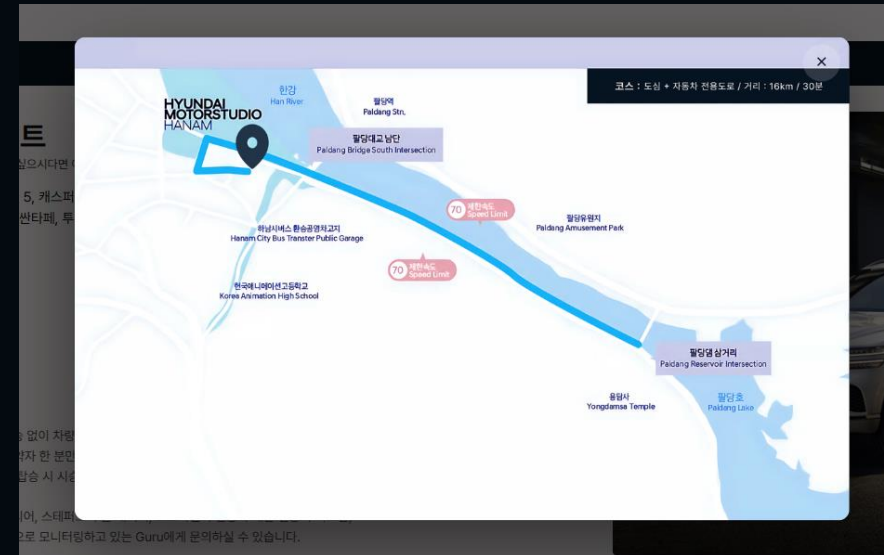 코스 : 도심 + 자동차 전용도로 / 거리 : 16km / 30분
한강
Han River
HYUNDAI
MOTORSTUDIO
HANAM
팔당역
Paldang Stn.
팔당대교 남단
Paldang Bridge South Intersection
70 제한속도
Speed Limit
팔당유원지
Paldang Amusement Park
하남시버스 환승공영차고지
Hanam City Bus Transter Public Garage
70 제한속도
Speed Limit
한국애니메이션고등학교
Korea Animation High School
팔당댐 삼거리
Paldang Reservoir Intersection
용담사
Yongdamsa Temple
팔당호
Paldang Lake
트
싶으시다면
5, 캐스퍼
싼타페, 투
없이 차량
약자 한 분만
탑승 시 시승
으로 모니터링하고 있는 Guru에게 문의하실 수 있습니다.